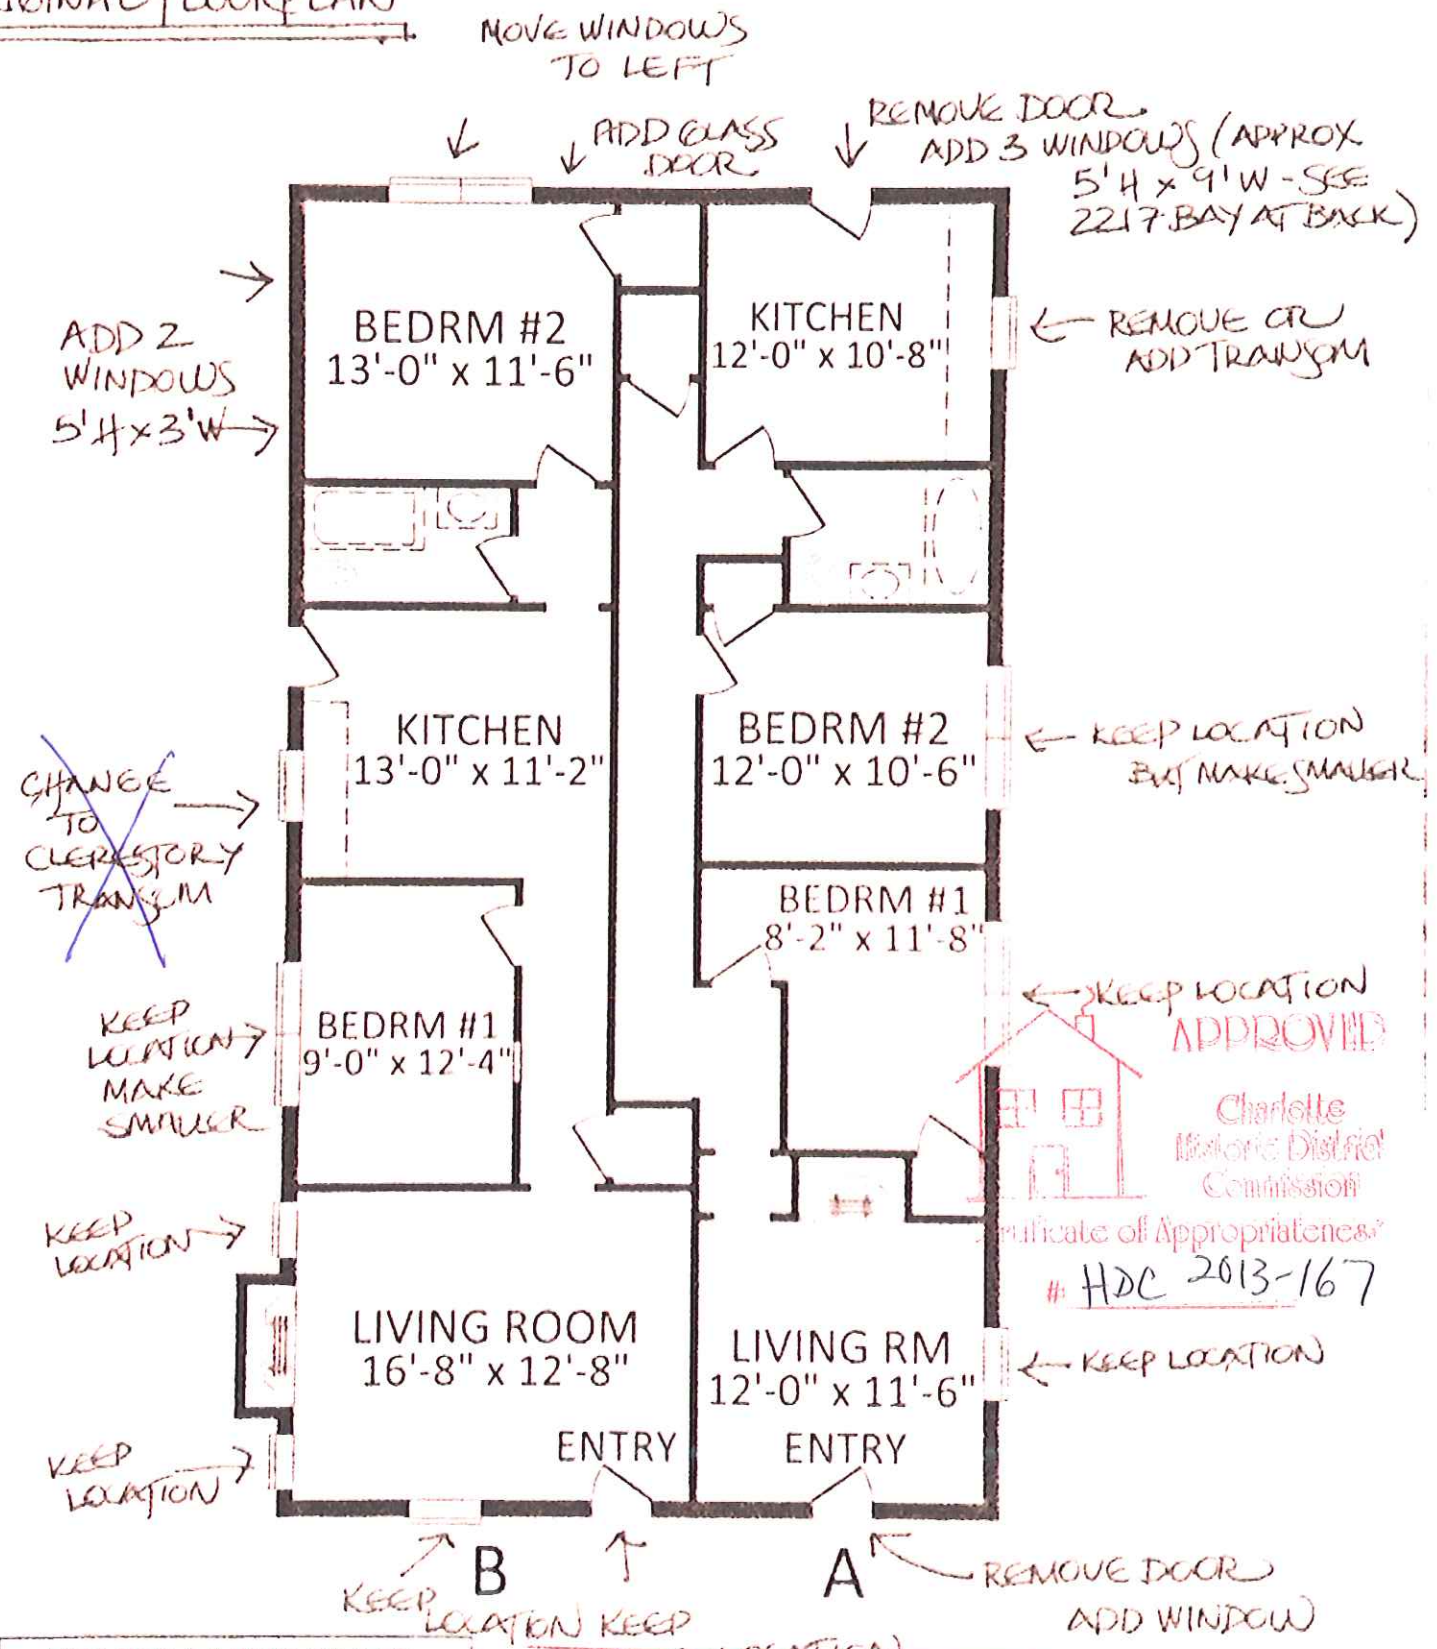 FLOORPLAN
MOVE WINDOWS
TO LEFT
ADD GLASS
DOOR
REMOVE DOOR
ADD 3 WINDOWS (APPROX
5'H x 9'W - SEE
2217 BAY AT BACK)
ADD 2
WINDOWS
5'H x 3'W
BEDRM #2
13'-0" x 11'-6"
KITCHEN
12'-0" x 10'-8"
REMOVE OR
ADD TRANSOM
KITCHEN
13'-0" x 11'-2"
BEDRM #2
12'-0" x 10'-6"
KEEP LOCATION
BUT MAKE SMALLER
CHANGE
TO
CLERESTORY
TRANSOM
BEDRM #1
8'-2" x 11'-8"
KEEP LOCATION
KEEP
LOCATION
MAKE
SMALLER
BEDRM #1
9'-0" x 12'-4"
APPROVED
Charlotte
Historic District
Commission
Certificate of Appropriateness
# HDC 2013-167
KEEP
LOCATION
LIVING ROOM
16'-8" x 12'-8"
LIVING RM
12'-0" x 11'-6"
KEEP LOCATION
KEEP
LOCATION
ENTRY
ENTRY
B
A
KEEP
LOCATION
KEEP
LOCATION
REMOVE DOOR
ADD WINDOW